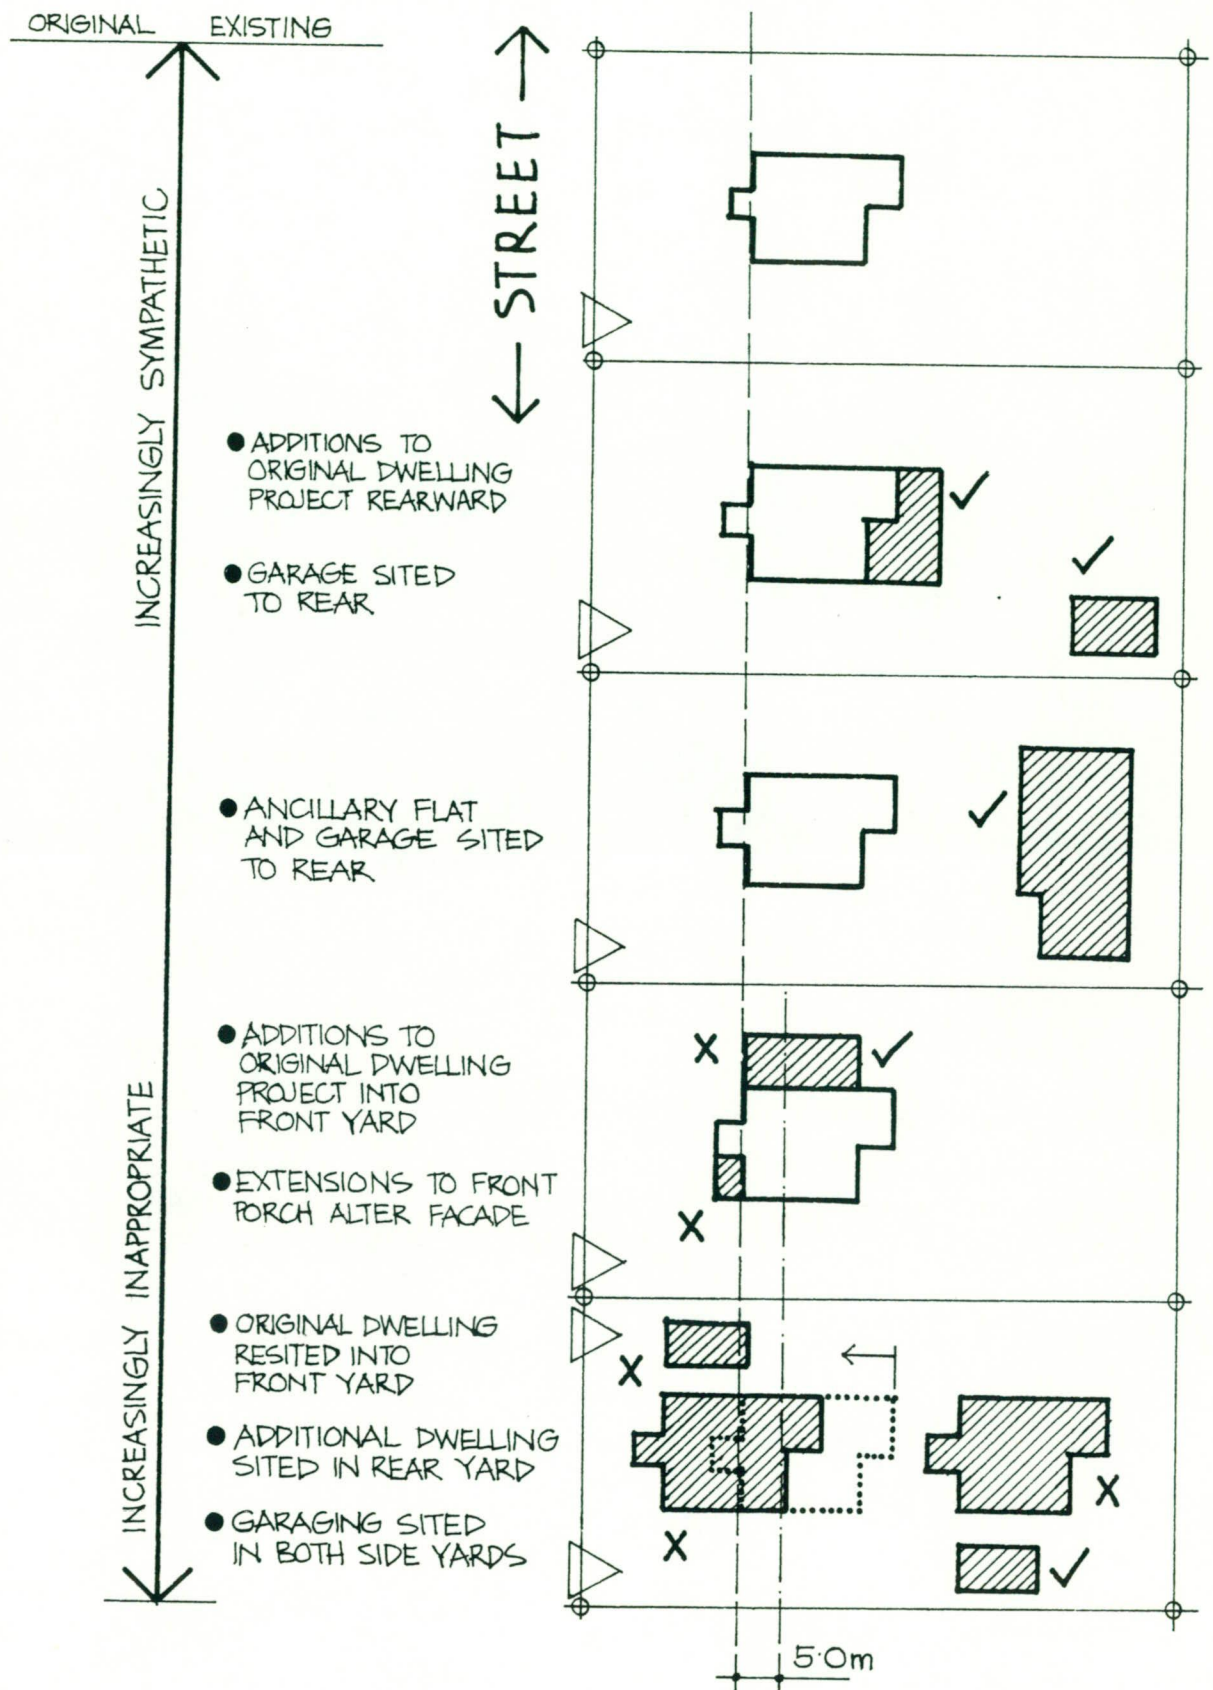 ORIGINAL EXISTING
← STREET →
INCREASINGLY SYMPATHETIC
● ADDITIONS TO
ORIGINAL DWELLING
PROJECT REARWARD
● GARAGE SITED
TO REAR
● ANCILLARY FLAT
AND GARAGE SITED
TO REAR
INCREASINGLY INAPPROPRIATE
● ADDITIONS TO
ORIGINAL DWELLING
PROJECT INTO
FRONT YARD
● EXTENSIONS TO FRONT
PORCH ALTER FACADE
● ORIGINAL DWELLING
RESITED INTO
FRONT YARD
● ADDITIONAL DWELLING
SITED IN REAR YARD
● GARAGING SITED
IN BOTH SIDE YARDS
5·0m